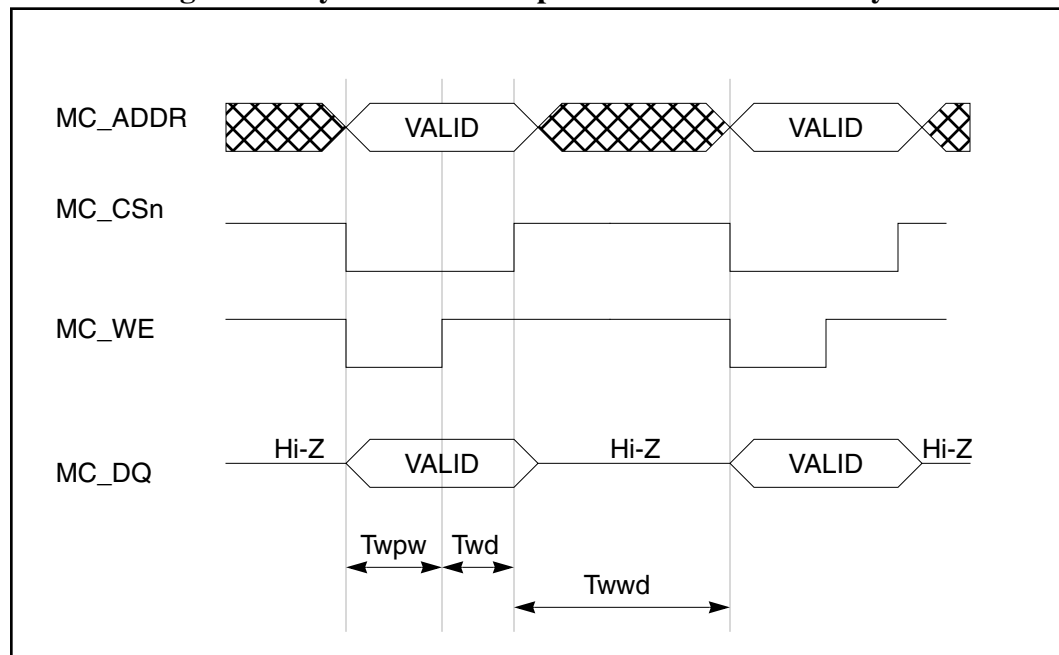 MC_ADDR VALID VALID
MC_CSn
MC_WE
MC_DQ Hi-Z VALID Hi-Z VALID Hi-Z
Twpw Twd
Twwd